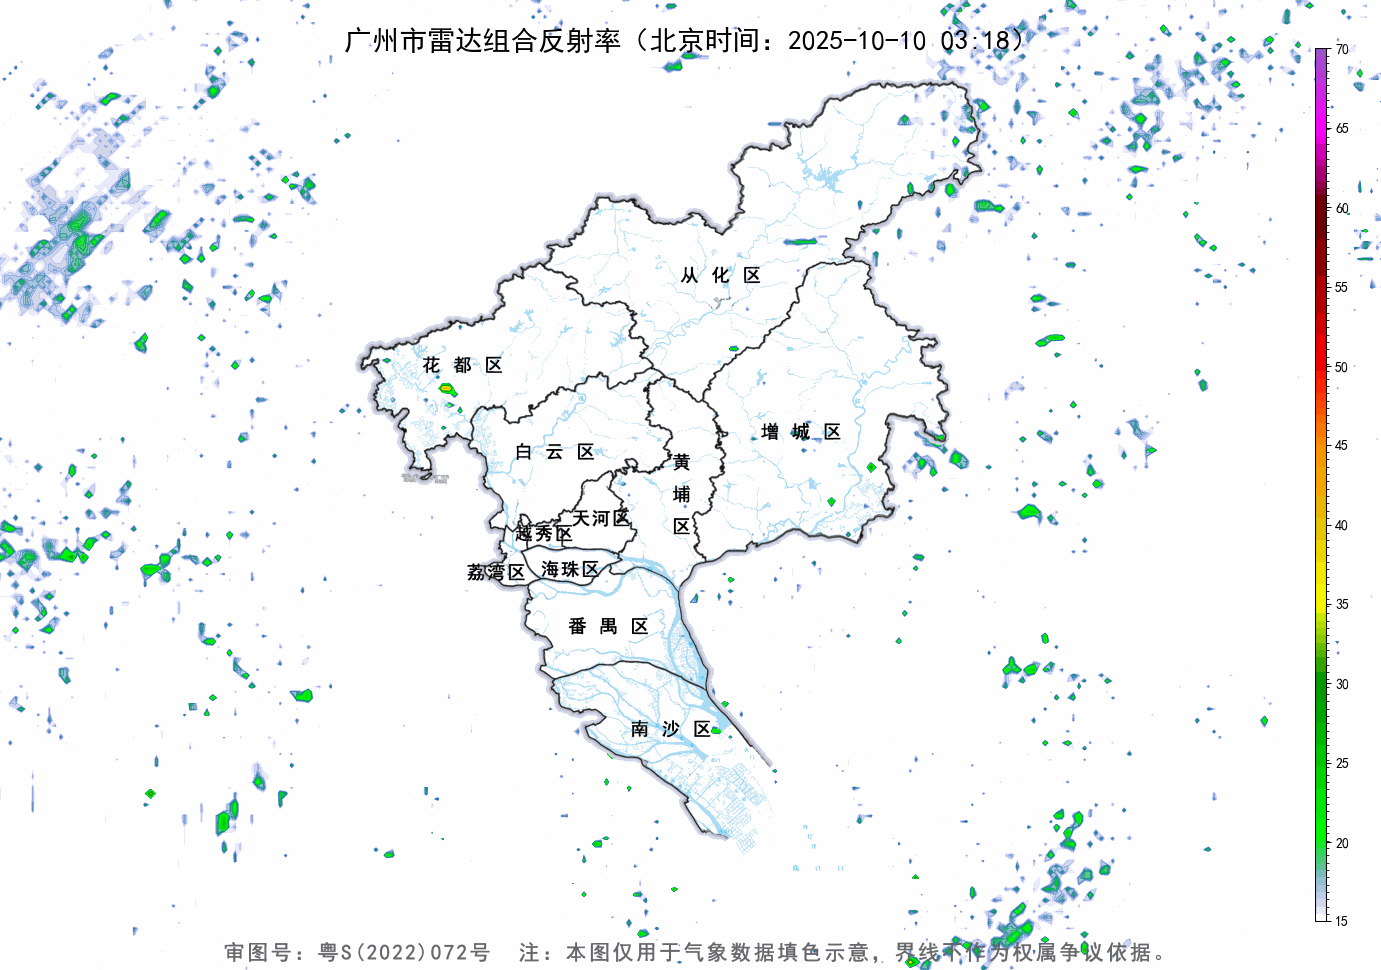 广州市雷达组合反射率（北京时间：2025-10-10 03:18）
70
65
60
55
50
45
40
35
30
25
20
15
从化区
花都区
增城区
白云区
黄埔区
天河区
越秀区
海珠区
荔湾区
番禺区
南沙区
审图号：粤S(2022)072号 注：本图仅用于气象数据填色示意，界线不作为权属争议依据。